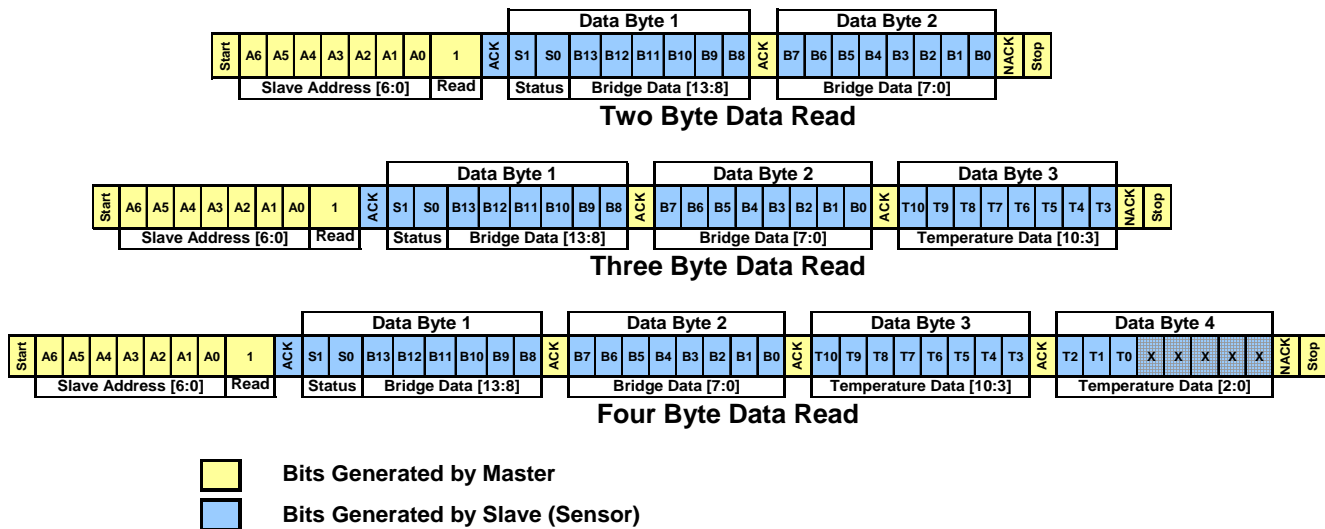 Data Byte 1 Data Byte 2
Start A6 A5 A4 A3 A2 A1 A0 1 ACK S1 S0 B13 B12 B11 B10 B9 B8 ACK B7 B6 B5 B4 B3 B2 B1 B0 NACK Stop
Slave Address [6:0] Read Status Bridge Data [13:8] Bridge Data [7:0]
Two Byte Data Read
Data Byte 1 Data Byte 2 Data Byte 3
Start A6 A5 A4 A3 A2 A1 A0 1 ACK S1 S0 B13 B12 B11 B10 B9 B8 ACK B7 B6 B5 B4 B3 B2 B1 B0 ACK T10 T9 T8 T7 T6 T5 T4 T3 NACK Stop
Slave Address [6:0] Read Status Bridge Data [13:8] Bridge Data [7:0] Temperature Data [10:3]
Three Byte Data Read
Data Byte 1 Data Byte 2 Data Byte 3 Data Byte 4
Start A6 A5 A4 A3 A2 A1 A0 1 ACK S1 S0 B13 B12 B11 B10 B9 B8 ACK B7 B6 B5 B4 B3 B2 B1 B0 ACK T10 T9 T8 T7 T6 T5 T4 T3 ACK T2 T1 T0 X X X X X NACK Stop
Slave Address [6:0] Read Status Bridge Data [13:8] Bridge Data [7:0] Temperature Data [10:3] Temperature Data [2:0]
Four Byte Data Read
Bits Generated by Master
Bits Generated by Slave (Sensor)